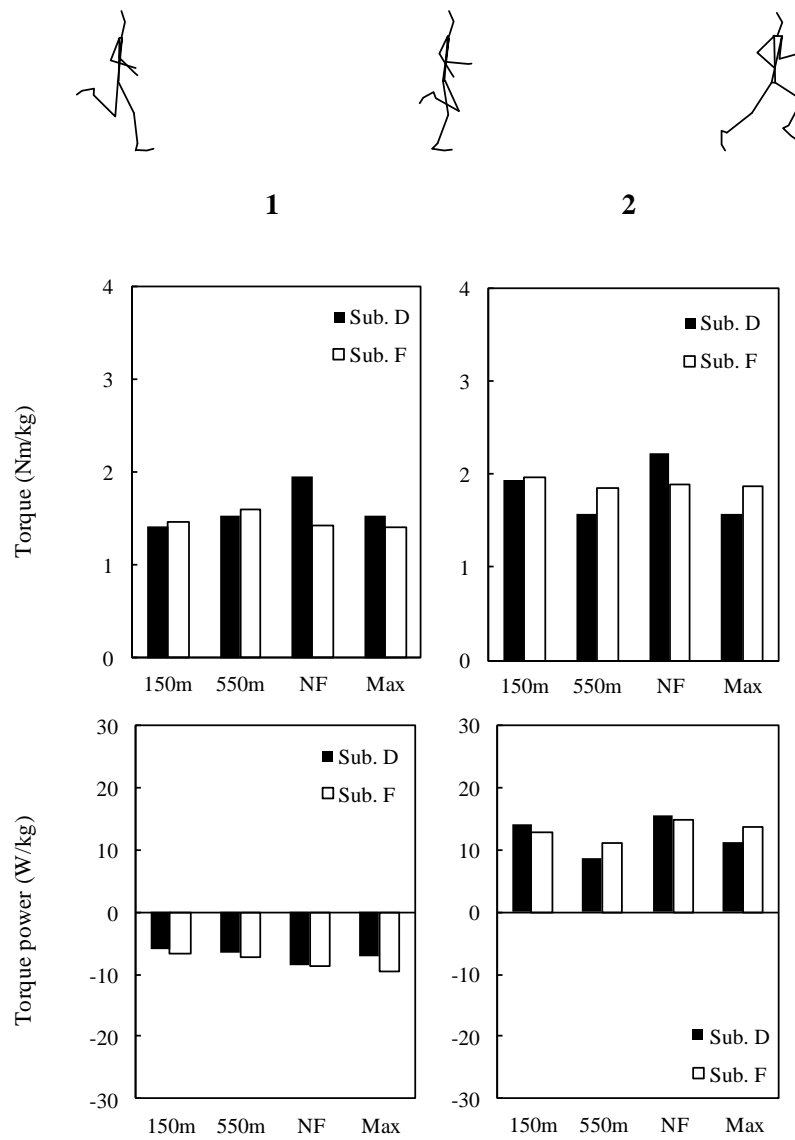 1
2
Torque (Nm/kg)
4
3
2
1
0
Sub. D
Sub. F
150m 550m NF Max
4
3
2
1
0
Sub. D
Sub. F
150m 550m NF Max
Torque power (W/kg)
30
20
10
0
-10
-20
-30
Sub. D
Sub. F
150m 550m NF Max
30
20
10
0
-10
-20
-30
Sub. D
Sub. F
150m 550m NF Max